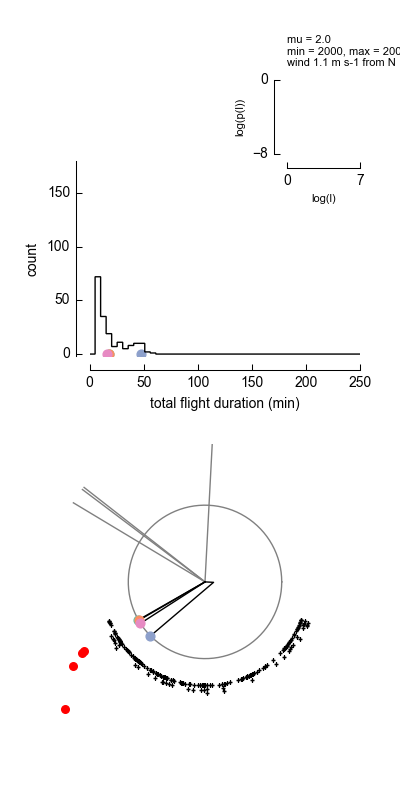 mu = 2.0
min = 2000, max = 200
wind 1.1 m s-1 from N
0
log(p(l))
−8
0 7
log(l)
150
100
50
0
count
0 50 100 150 200 250
total flight duration (min)